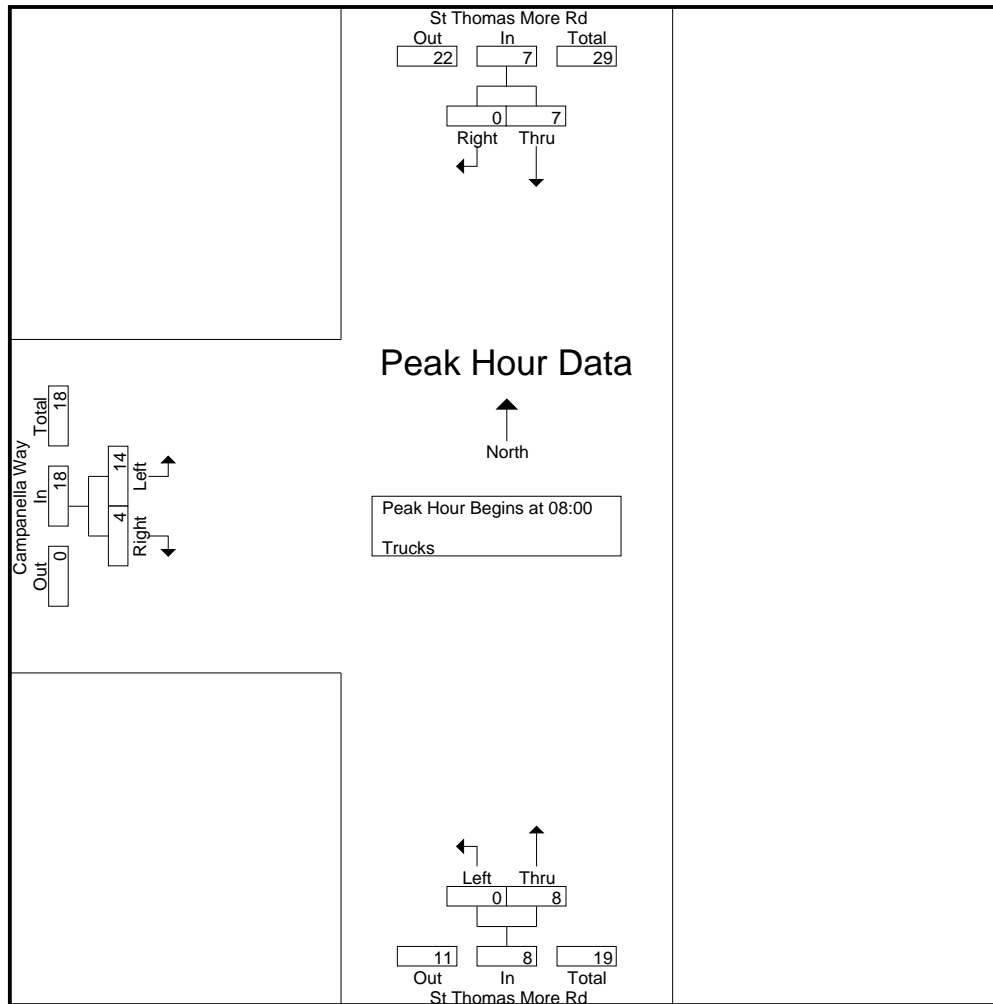 St Thomas More Rd
Out In Total
22 7 29
0 7
Right Thru
Peak Hour Data
North
Peak Hour Begins at 08:00
Trucks
Campanella Way
Out In Total
0 18 18
Right Left
4 14
Left Thru
0 8
11 8 19
Out In Total
St Thomas More Rd